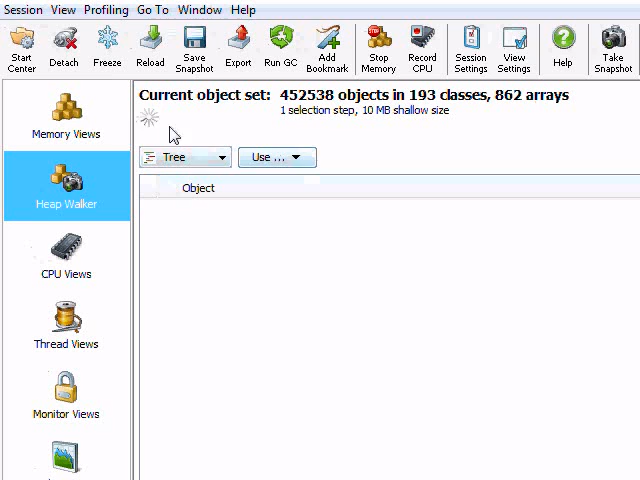 Session View Profiling Go To Window Help
Start Center Detach Freeze Reload Save Snapshot Export Run GC Add Bookmark Stop Memory Record CPU Session Settings View Settings Help Take Snapshot
Current object set: 452538 objects in 193 classes, 862 arrays
1 selection step, 10 MB shallow size
Tree Use ...
Object
Memory Views
Heap Walker
CPU Views
Thread Views
Monitor Views